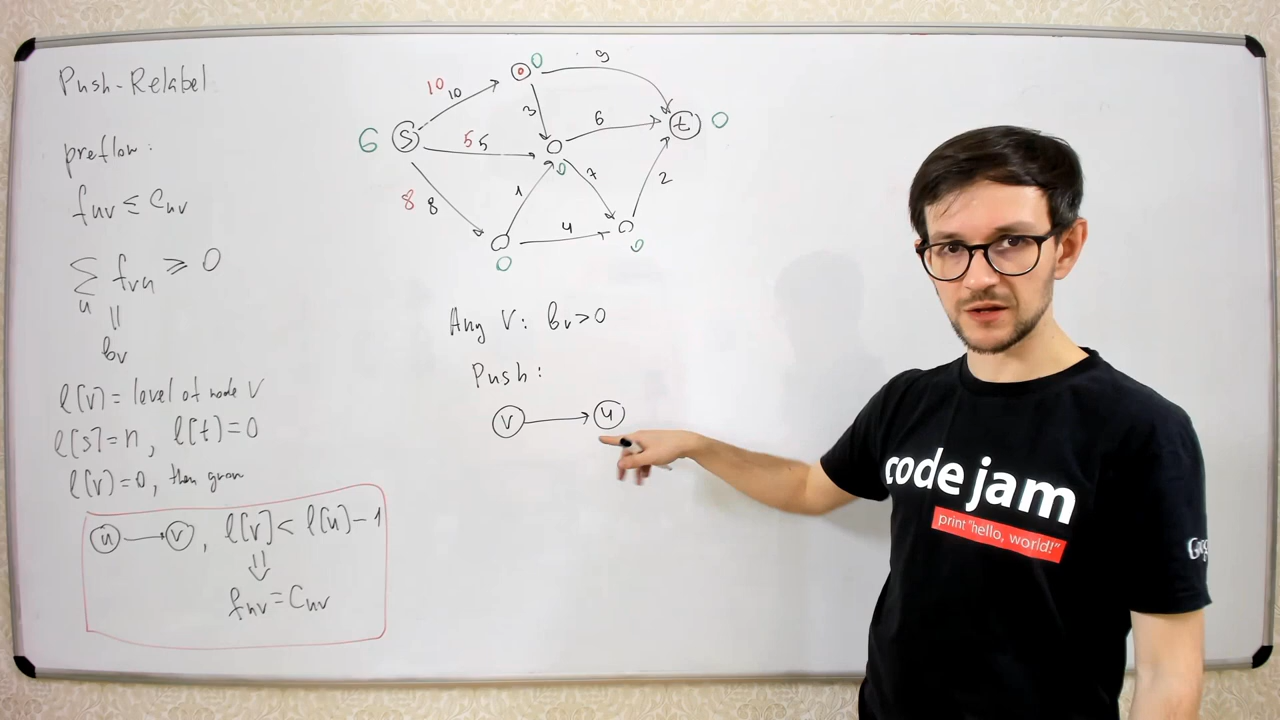 Push-Relabel
preflow:
fuv ≤ Cuv
∑ fvu ≥ 0
u
||
bv
l[v] = level of node V
l[s]=n, l[t]=0
l[v]=0, then grow
u → v, l[v] < l[u] - 1
⇓
fuv = Cuv
10 10
0
9
3
6
S
5 5
6
t
0
0
7
1
2
8 8
4
0
0
Any V: bv>0
Push:
V → u
code jam
print "hello, world!"